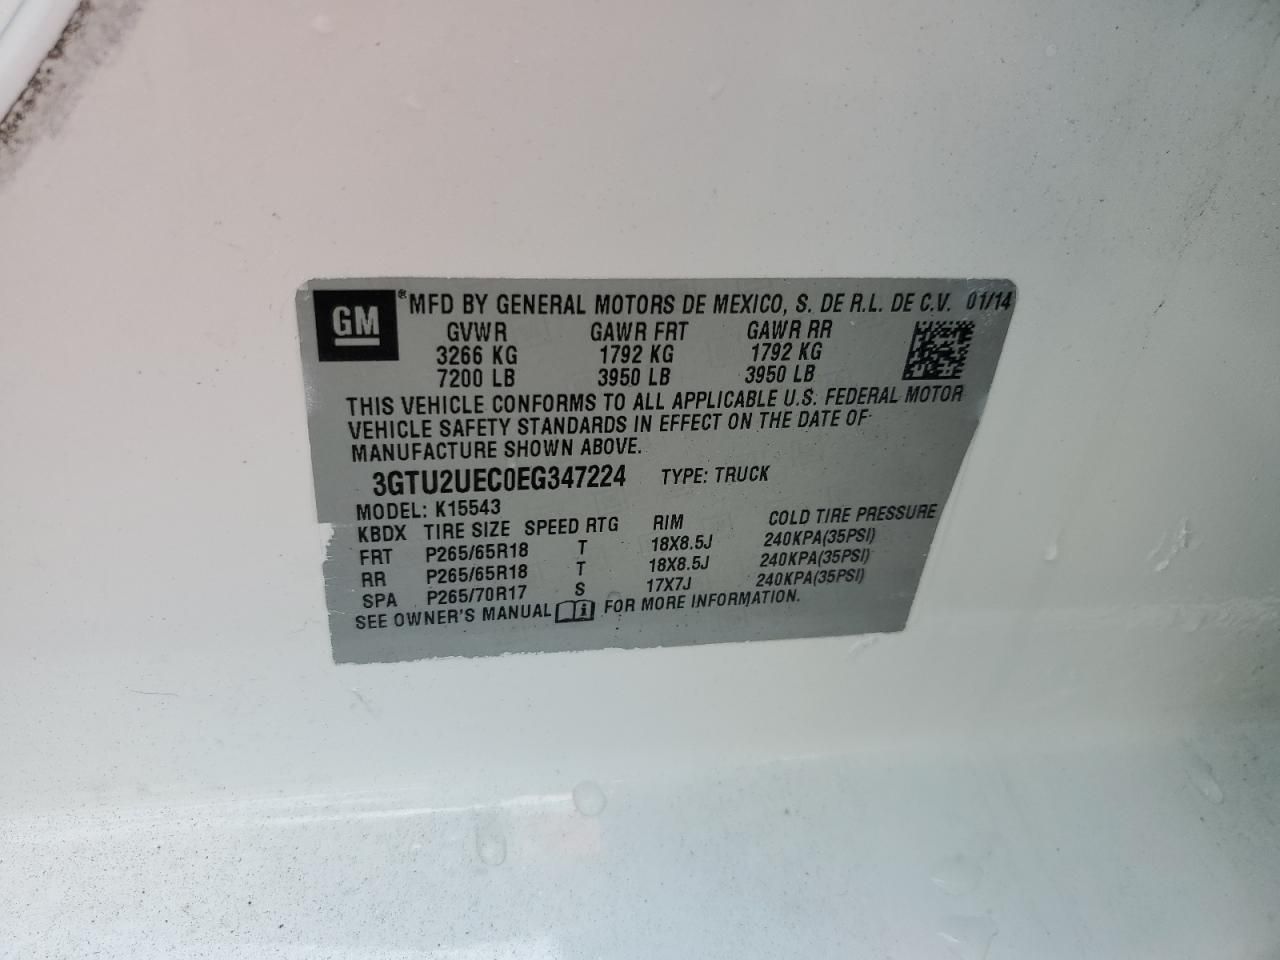 GM ® MFD BY GENERAL MOTORS DE MEXICO, S. DE R.L. DE C.V. 01/14
GVWR GAWR FRT GAWR RR
3266 KG 1792 KG 1792 KG
7200 LB 3950 LB 3950 LB
THIS VEHICLE CONFORMS TO ALL APPLICABLE U.S. FEDERAL MOTOR
VEHICLE SAFETY STANDARDS IN EFFECT ON THE DATE OF
MANUFACTURE SHOWN ABOVE.
3GTU2UEC0EG347224 TYPE: TRUCK
MODEL: K15543
KBDX TIRE SIZE SPEED RTG RIM COLD TIRE PRESSURE
FRT P265/65R18 T 18X8.5J 240KPA(35PSI)
RR P265/65R18 T 18X8.5J 240KPA(35PSI)
SPA P265/70R17 S 17X7J 240KPA(35PSI)
SEE OWNER'S MANUAL i FOR MORE INFORMATION.